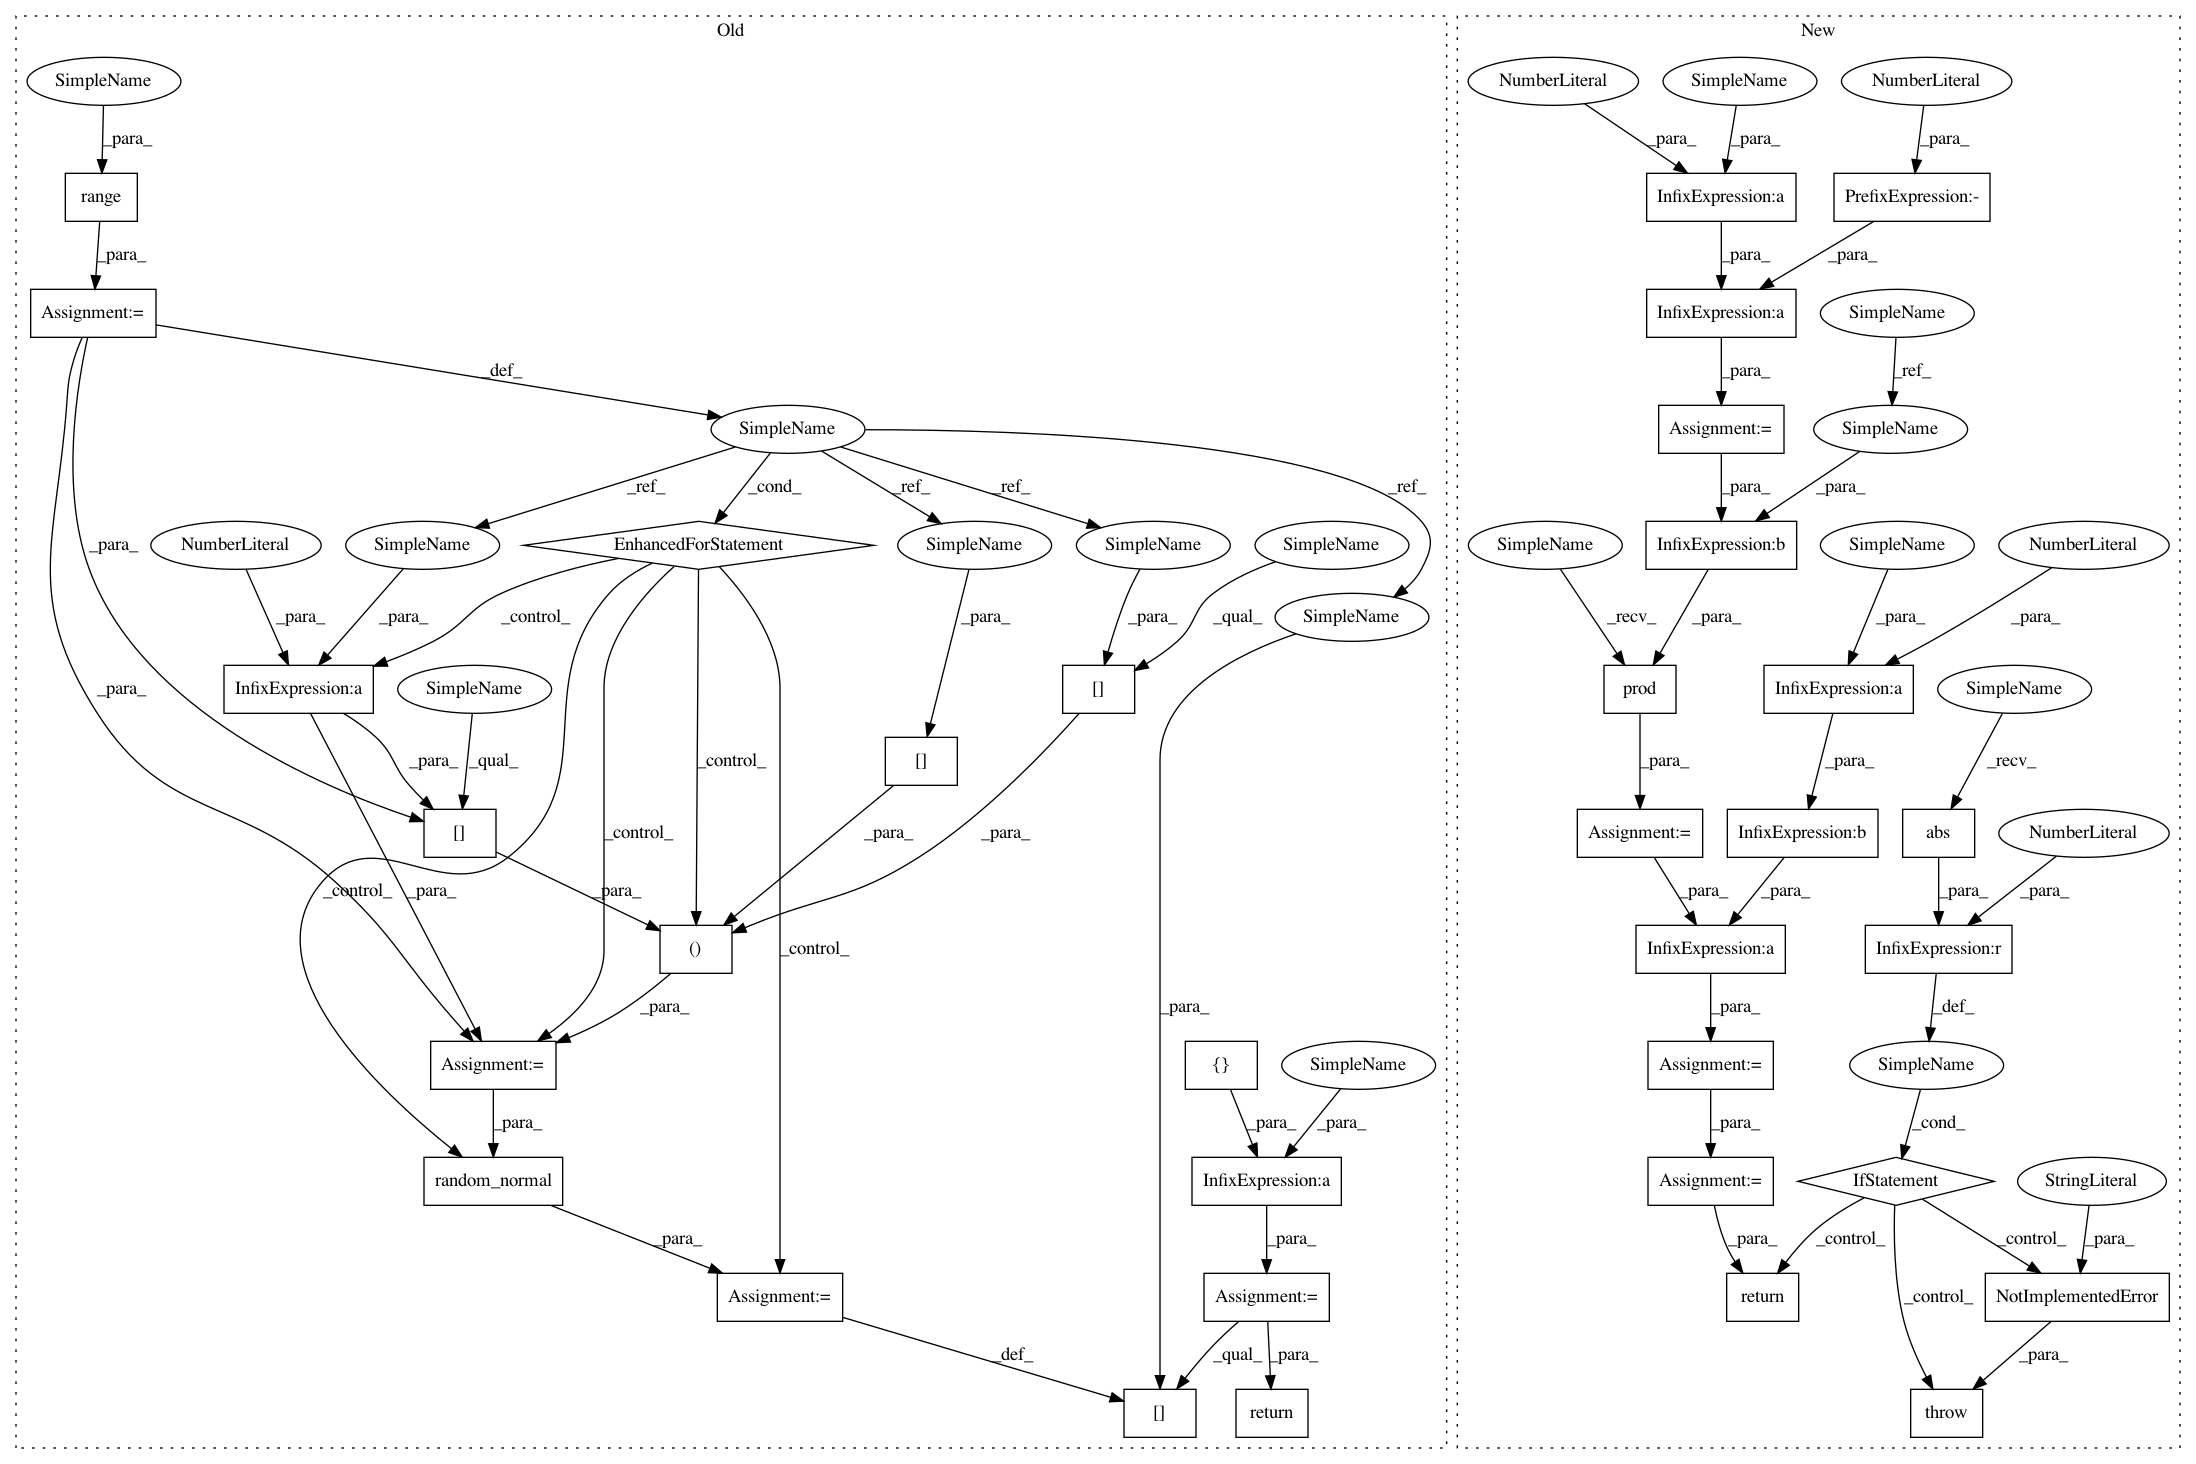 Old
New
SimpleName
NumberLiteral
SimpleName
NumberLiteral
_para_
_para_
_para_
_para_
range
InfixExpression:a
PrefixExpression:-
_para_
_para_
_para_
Assignment:=
InfixExpression:a
SimpleName
_def_
_para_
_ref_
SimpleName
Assignment:=
SimpleName
_ref_
_cond_
_ref_
_ref_
_ref_
_para_
_para_
_para_
NumberLiteral
SimpleName
EnhancedForStatement
SimpleName
SimpleName
SimpleName
SimpleName
InfixExpression:b
SimpleName
NumberLiteral
_para_
_para_
_control_
_para_
_para_
_qual_
SimpleName
_recv_
_para_
_para_
_para_
_para_
InfixExpression:a
SimpleName
[]
prod
InfixExpression:a
SimpleName
_para_
_qual_
_control_
[]
_para_
_para_
_recv_
[]
_control_
_para_
_para_
Assignment:=
InfixExpression:b
abs
NumberLiteral
_control_
_para_
_para_
_para_
_para_
_para_
_para_
()
_control_
InfixExpression:a
InfixExpression:r
_para_
_para_
_para_
_def_
Assignment:=
{}
SimpleName
Assignment:=
SimpleName
_para_
_para_
_para_
_para_
_cond_
random_normal
InfixExpression:a
Assignment:=
IfStatement
StringLiteral
_para_
_para_
_para_
_control_
_control_
_para_
Assignment:=
Assignment:=
return
_control_
NotImplementedError
_def_
_qual_
_para_
_para_
[]
return
throw